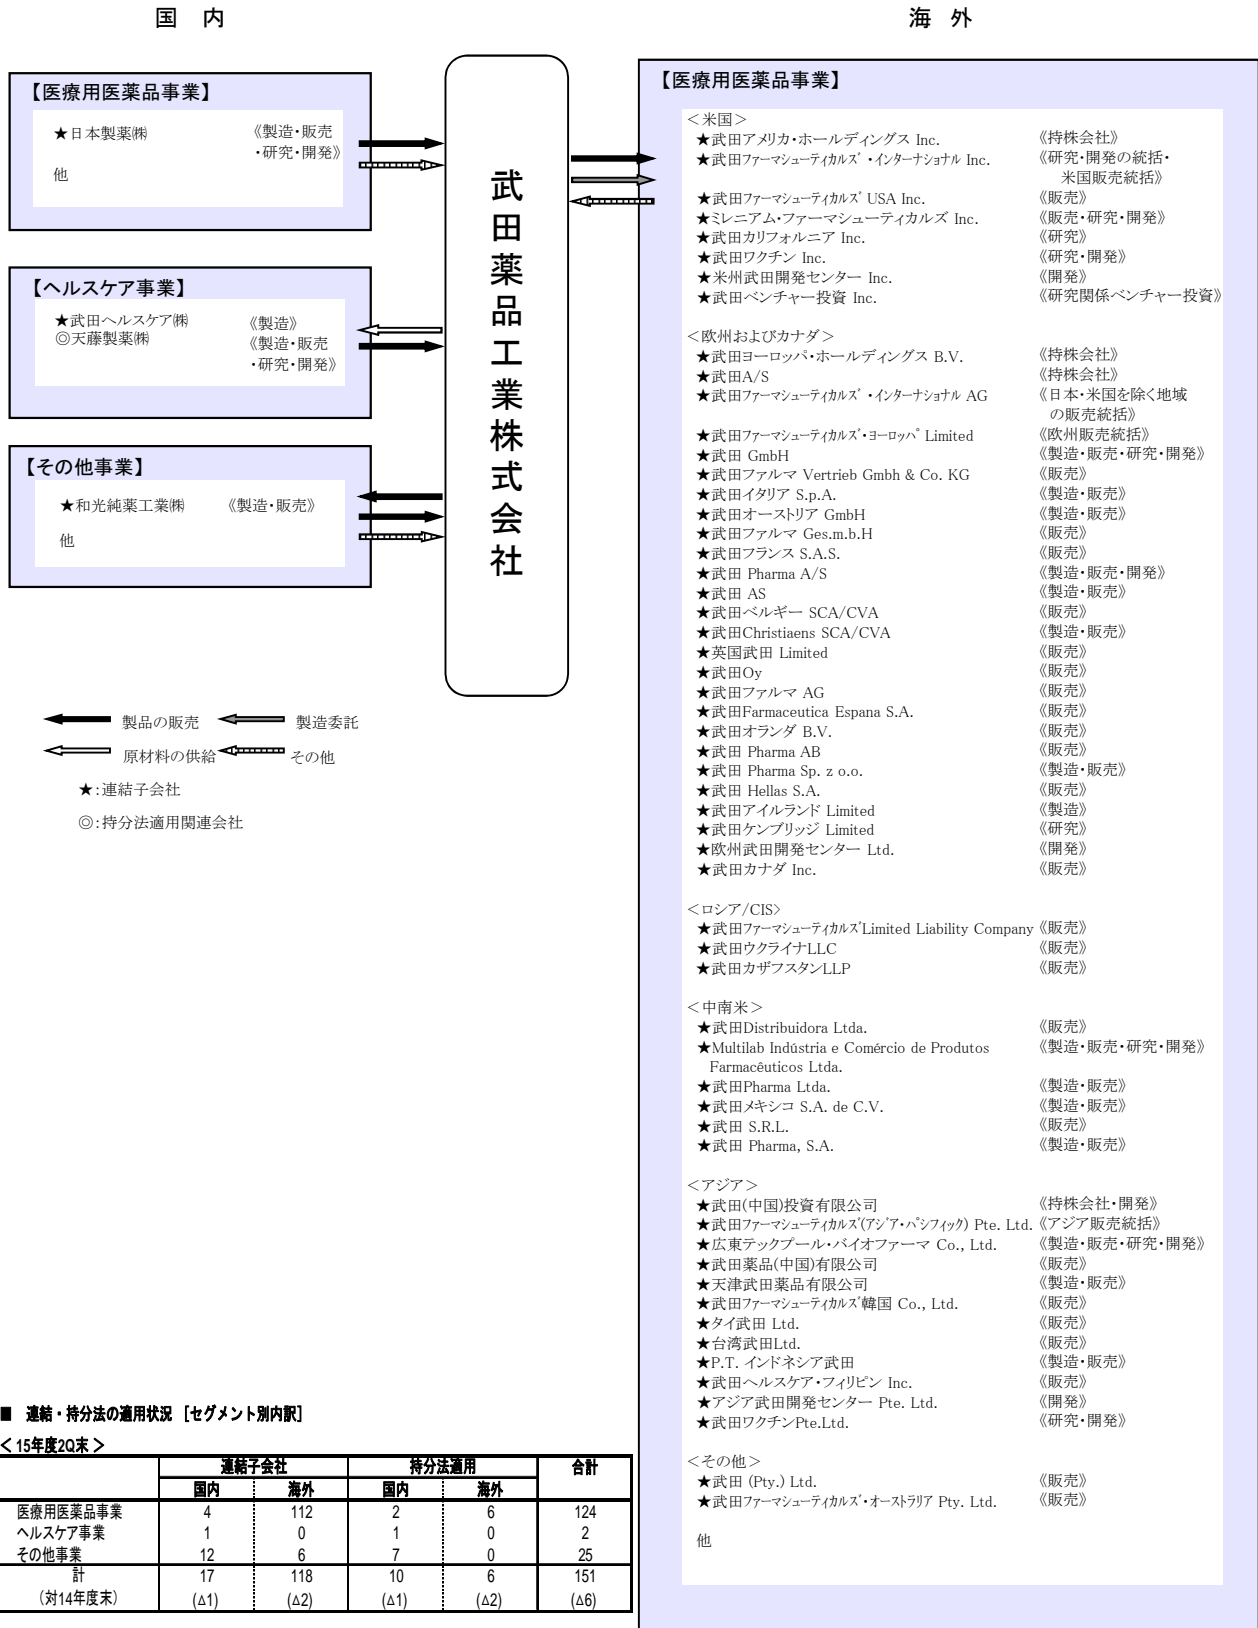 国 内
海 外
【医療用医薬品事業】
★日本製薬㈱ 《製造・販売
・研究・開発》
他
【ヘルスケア事業】
★武田ヘルスケア㈱ 《製造》
◎天藤製薬㈱ 《製造・販売
・研究・開発》
【その他事業】
★和光純薬工業㈱ 《製造・販売》
他
武田薬品工業株式会社
製品の販売 製造委託
原材料の供給 その他
★:連結子会社
◎:持分法適用関連会社
【医療用医薬品事業】
＜米国＞
★武田アメリカ・ホールディングス Inc. 《持株会社》
★武田ファーマシューティカルズ・インターナショナル Inc. 《研究・開発の統括・
米国販売統括》
★武田ファーマシューティカルズ USA Inc. 《販売》
★ミレニアム・ファーマシューティカルズ Inc. 《販売・研究・開発》
★武田カリフォルニア Inc. 《研究》
★武田ワクチン Inc. 《研究・開発》
★米州武田開発センター Inc. 《開発》
★武田ベンチャー投資 Inc. 《研究関係ベンチャー投資》
＜欧州およびカナダ＞
★武田ヨーロッパ・ホールディングス B.V. 《持株会社》
★武田A/S 《持株会社》
★武田ファーマシューティカルズ・インターナショナル AG 《日本・米国を除く地域
の販売統括》
★武田ファーマシューティカルズ・ヨーロッパ Limited 《欧州販売統括》
★武田 GmbH 《製造・販売・研究・開発》
★武田ファルマ Vertrieb Gmbh & Co. KG 《販売》
★武田イタリア S.p.A. 《製造・販売》
★武田オーストリア GmbH 《製造・販売》
★武田ファルマ Ges.m.b.H 《販売》
★武田フランス S.A.S. 《販売》
★武田 Pharma A/S 《製造・販売・開発》
★武田 AS 《製造・販売》
★武田ベルギー SCA/CVA 《販売》
★武田Christiaens SCA/CVA 《製造・販売》
★英国武田 Limited 《販売》
★武田Oy 《販売》
★武田ファルマ AG 《販売》
★武田Farmaceutica Espana S.A. 《販売》
★武田オランダ B.V. 《販売》
★武田 Pharma AB 《販売》
★武田 Pharma Sp. z o.o. 《製造・販売》
★武田 Hellas S.A. 《販売》
★武田アイルランド Limited 《製造》
★武田ケンブリッジ Limited 《研究》
★欧州武田開発センター Ltd. 《開発》
★武田カナダ Inc. 《販売》
＜ロシア/CIS＞
★武田ファーマシューティカルズLimited Liability Company 《販売》
★武田ウクライナLLC 《販売》
★武田カザフスタンLLP 《販売》
＜中南米＞
★武田Distribuidora Ltda. 《販売》
★Multilab Indústria e Comércio de Produtos 《製造・販売・研究・開発》
Farmacêuticos Ltda.
★武田Pharma Ltda. 《製造・販売》
★武田メキシコ S.A. de C.V. 《製造・販売》
★武田 S.R.L. 《販売》
★武田 Pharma, S.A. 《製造・販売》
＜アジア＞
★武田(中国)投資有限公司 《持株会社・開発》
★武田ファーマシューティカルズ(アジア・パシフィック) Pte. Ltd. 《アジア販売統括》
★広東テックプール・バイオファーマ Co., Ltd. 《製造・販売・研究・開発》
★武田薬品(中国)有限公司 《販売》
★天津武田薬品有限公司 《製造・販売》
★武田ファーマシューティカルズ韓国 Co., Ltd. 《販売》
★タイ武田 Ltd. 《販売》
★台湾武田Ltd. 《販売》
★P.T. インドネシア武田 《製造・販売》
★武田ヘルスケア・フィリピン Inc. 《販売》
★アジア武田開発センター Pte. Ltd. 《開発》
★武田ワクチンPte.Ltd. 《研究・開発》
＜その他＞
★武田 (Pty.) Ltd. 《販売》
★武田ファーマシューティカルズ・オーストラリア Pty. Ltd. 《販売》
他
■ 連結・持分法の適用状況 ［セグメント別内訳］
＜15年度2Q末＞
連結子会社 持分法適用 合計
国内 海外 国内 海外
医療用医薬品事業 4 112 2 6 124
ヘルスケア事業 1 0 1 0 2
その他事業 12 6 7 0 25
計 17 118 10 6 151
(対14年度末) (△1) (△2) (△1) (△2) (△6)